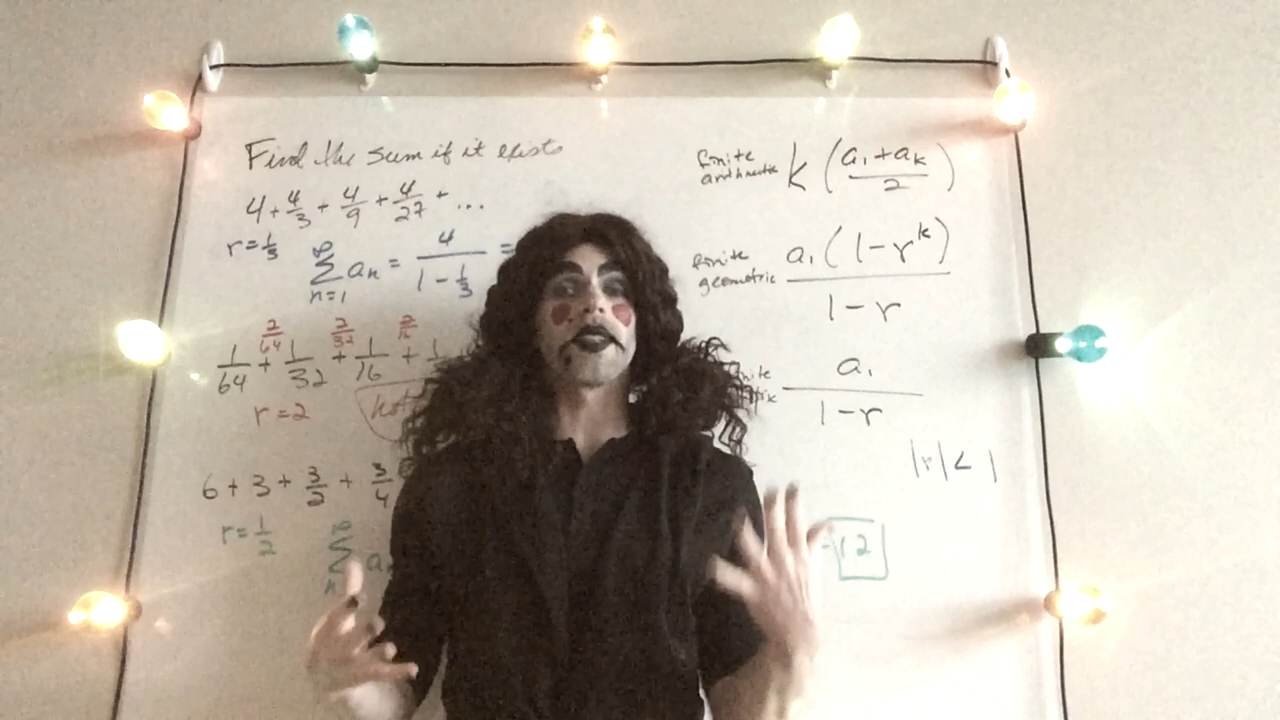 Find the sum if it exists
4 + 4/3 + 4/9 + 4/27 + ...
r = 1/3
∞ Σ n=1 aₙ = 4 / (1 - 1/3) =
2/64 2/32 2/16
1/64 + 1/32 + 1/16 + 1
r = 2
6 + 3 + 3/2 + 3/4
r = 1/2
∞ Σ a
finite arithmetic k ( (a₁ + aₖ) / 2 )
finite geometric a₁ ( 1 - rᵏ ) / (1 - r)
a₁ / (1 - r)
|r| < 1
12